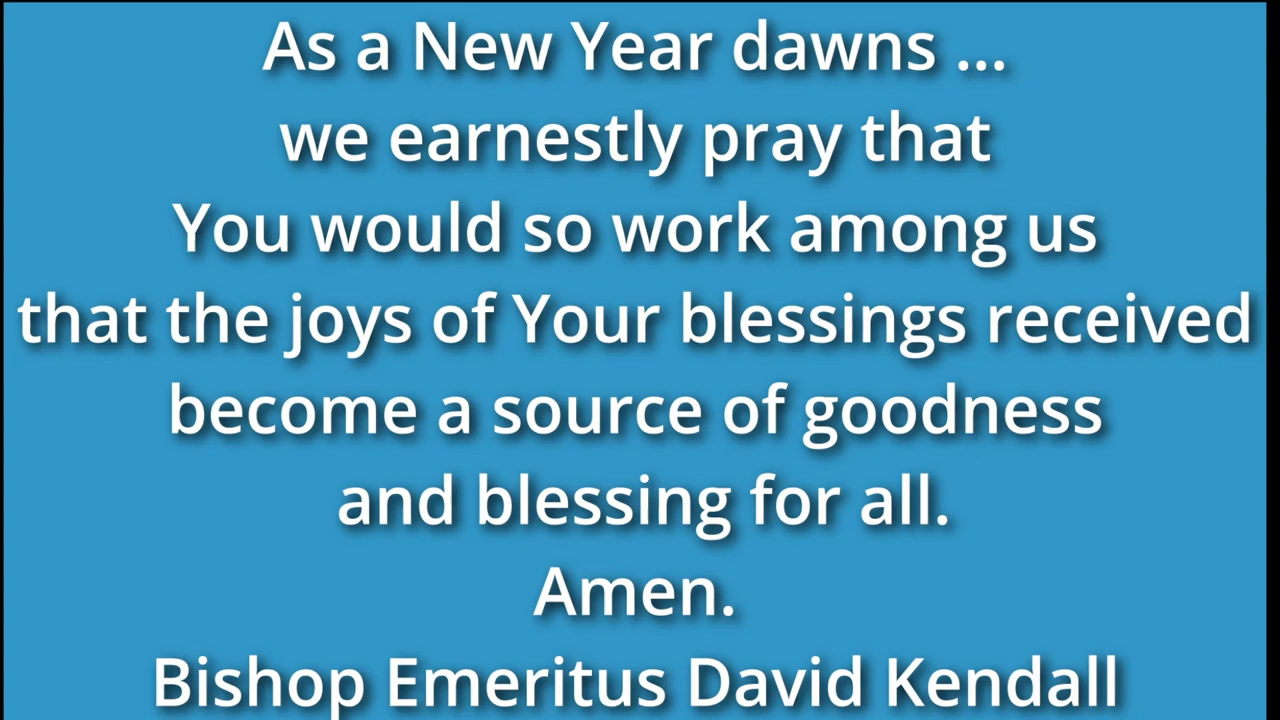 As a New Year dawns ...
we earnestly pray that
You would so work among us
that the joys of Your blessings received
become a source of goodness
and blessing for all.
Amen.
Bishop Emeritus David Kendall